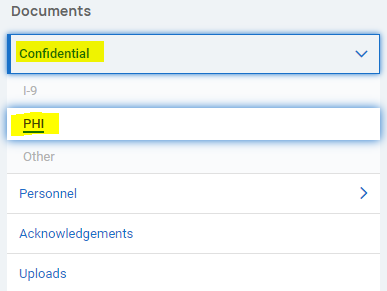 Documents
Confidential
I-9
PHI
Other
Personnel
Acknowledgements
Uploads